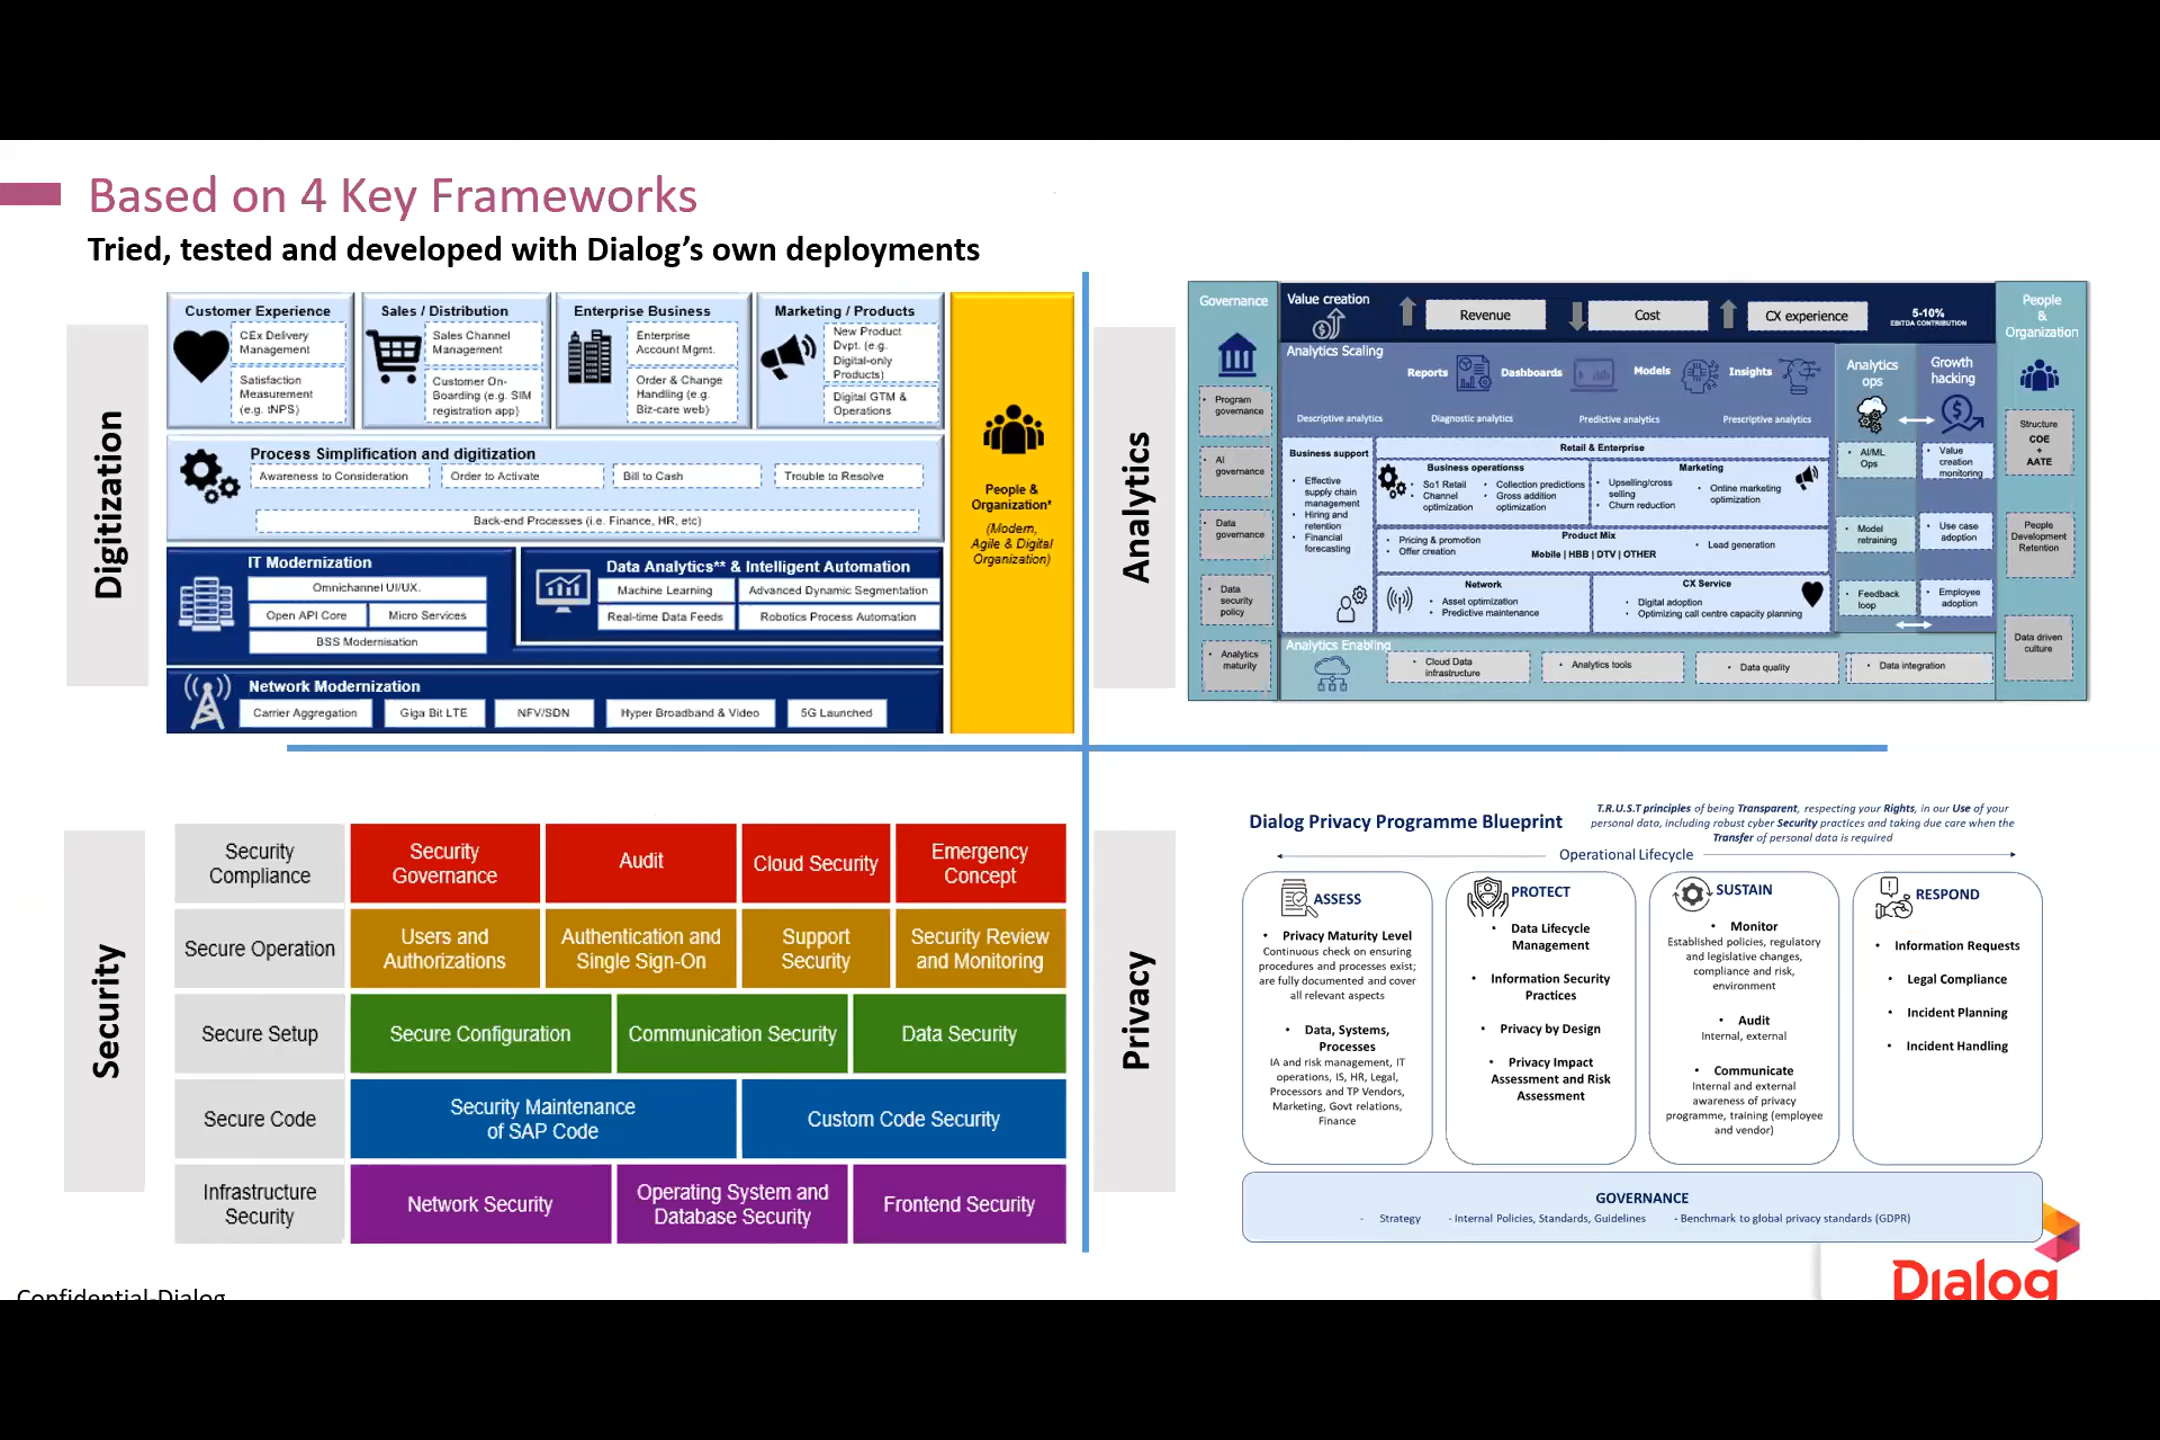 Based on 4 Key Frameworks
Tried, tested and developed with Dialog's own deployments
Digitization
Customer Experience
CEx Delivery
Management
Satisfaction
Measurement
(e.g. tNPS)
Sales / Distribution
Sales Channel
Management
Customer On-
Boarding (e.g. SIM
registration app)
Enterprise Business
Enterprise
Account Mgmt.
Order & Change
Handling (e.g.
Biz-care web)
Marketing / Products
New Product
Dvpt. (e.g.
Digital-only
Products)
Digital GTM &
Operations
Process Simplification and digitization
Awareness to Consideration
Order to Activate
Bill to Cash
Trouble to Resolve
Back-end Processes (i.e. Finance, HR, etc)
IT Modernization
Omnichannel UI/UX.
Open API Core
Micro Services
BSS Modernisation
Data Analytics** & Intelligent Automation
Machine Learning
Advanced Dynamic Segmentation
Real-time Data Feeds
Robotics Process Automation
Network Modernization
Carrier Aggregation
Giga Bit LTE
NFV/SDN
Hyper Broadband & Video
5G Launched
People &
Organization*
(Modern,
Agile & Digital
Organization)
Analytics
Governance
• Program
governance
• AI
governance
• Data
governance
• Data
security
policy
• Analytics
maturity
Value creation
Revenue
Cost
CX experience
5-10%
EBITDA CONTRIBUTION
Analytics Scaling
Reports
Dashboards
Models
Insights
Descriptive analytics
Diagnostic analytics
Predictive analytics
Prescriptive analytics
Business support
• Effective
supply chain
management
• Hiring and
retention
• Financial
forecasting
Retail & Enterprise
Business operationss
• So1 Retail
• Channel
optimization
• Collection predictions
• Gross addition
optimization
Marketing
• Upselling/cross
selling
• Churn reduction
• Online marketing
optimization
Product Mix
• Pricing & promotion
• Offer creation
Mobile | HBB | DTV | OTHER
• Lead generation
Network
• Asset optimization
• Predictive maintenance
CX Service
• Digital adoption
• Optimizing call centre capacity planning
Analytics
ops
• AI/ML
Ops
• Model
retraining
• Feedback
loop
Growth
hacking
• Value
creation
monitoring
• Use case
adoption
• Employee
adoption
Analytics Enabling
• Cloud Data
infrastructure
• Analytics tools
• Data quality
• Data integration
People
&
Organization
Structure
COE
+
AATE
People
Development
Retention
Data driven
culture
Security
Security
Compliance
Security
Governance
Audit
Cloud Security
Emergency
Concept
Secure Operation
Users and
Authorizations
Authentication and
Single Sign-On
Support
Security
Security Review
and Monitoring
Secure Setup
Secure Configuration
Communication Security
Data Security
Secure Code
Security Maintenance
of SAP Code
Custom Code Security
Infrastructure
Security
Network Security
Operating System and
Database Security
Frontend Security
Privacy
Dialog Privacy Programme Blueprint
T.R.U.S.T principles of being Transparent, respecting your Rights, in our Use of your
personal data, including robust cyber Security practices and taking due care when the
Transfer of personal data is required
Operational Lifecycle
ASSESS
• Privacy Maturity Level
Continuous check on ensuring
procedures and processes exist;
are fully documented and cover
all relevant aspects
• Data, Systems,
Processes
IA and risk management, IT
operations, IS, HR, Legal,
Processors and TP Vendors,
Marketing, Govt relations,
Finance
PROTECT
• Data Lifecycle
Management
• Information Security
Practices
• Privacy by Design
• Privacy Impact
Assessment and Risk
Assessment
SUSTAIN
• Monitor
Established policies, regulatory
and legislative changes,
compliance and risk,
environment
• Audit
Internal, external
• Communicate
Internal and external
awareness of privacy
programme, training (employee
and vendor)
RESPOND
• Information Requests
• Legal Compliance
• Incident Planning
• Incident Handling
GOVERNANCE
- Strategy - Internal Policies, Standards, Guidelines - Benchmark to global privacy standards (GDPR)
Confidential-Dialog
Dialog